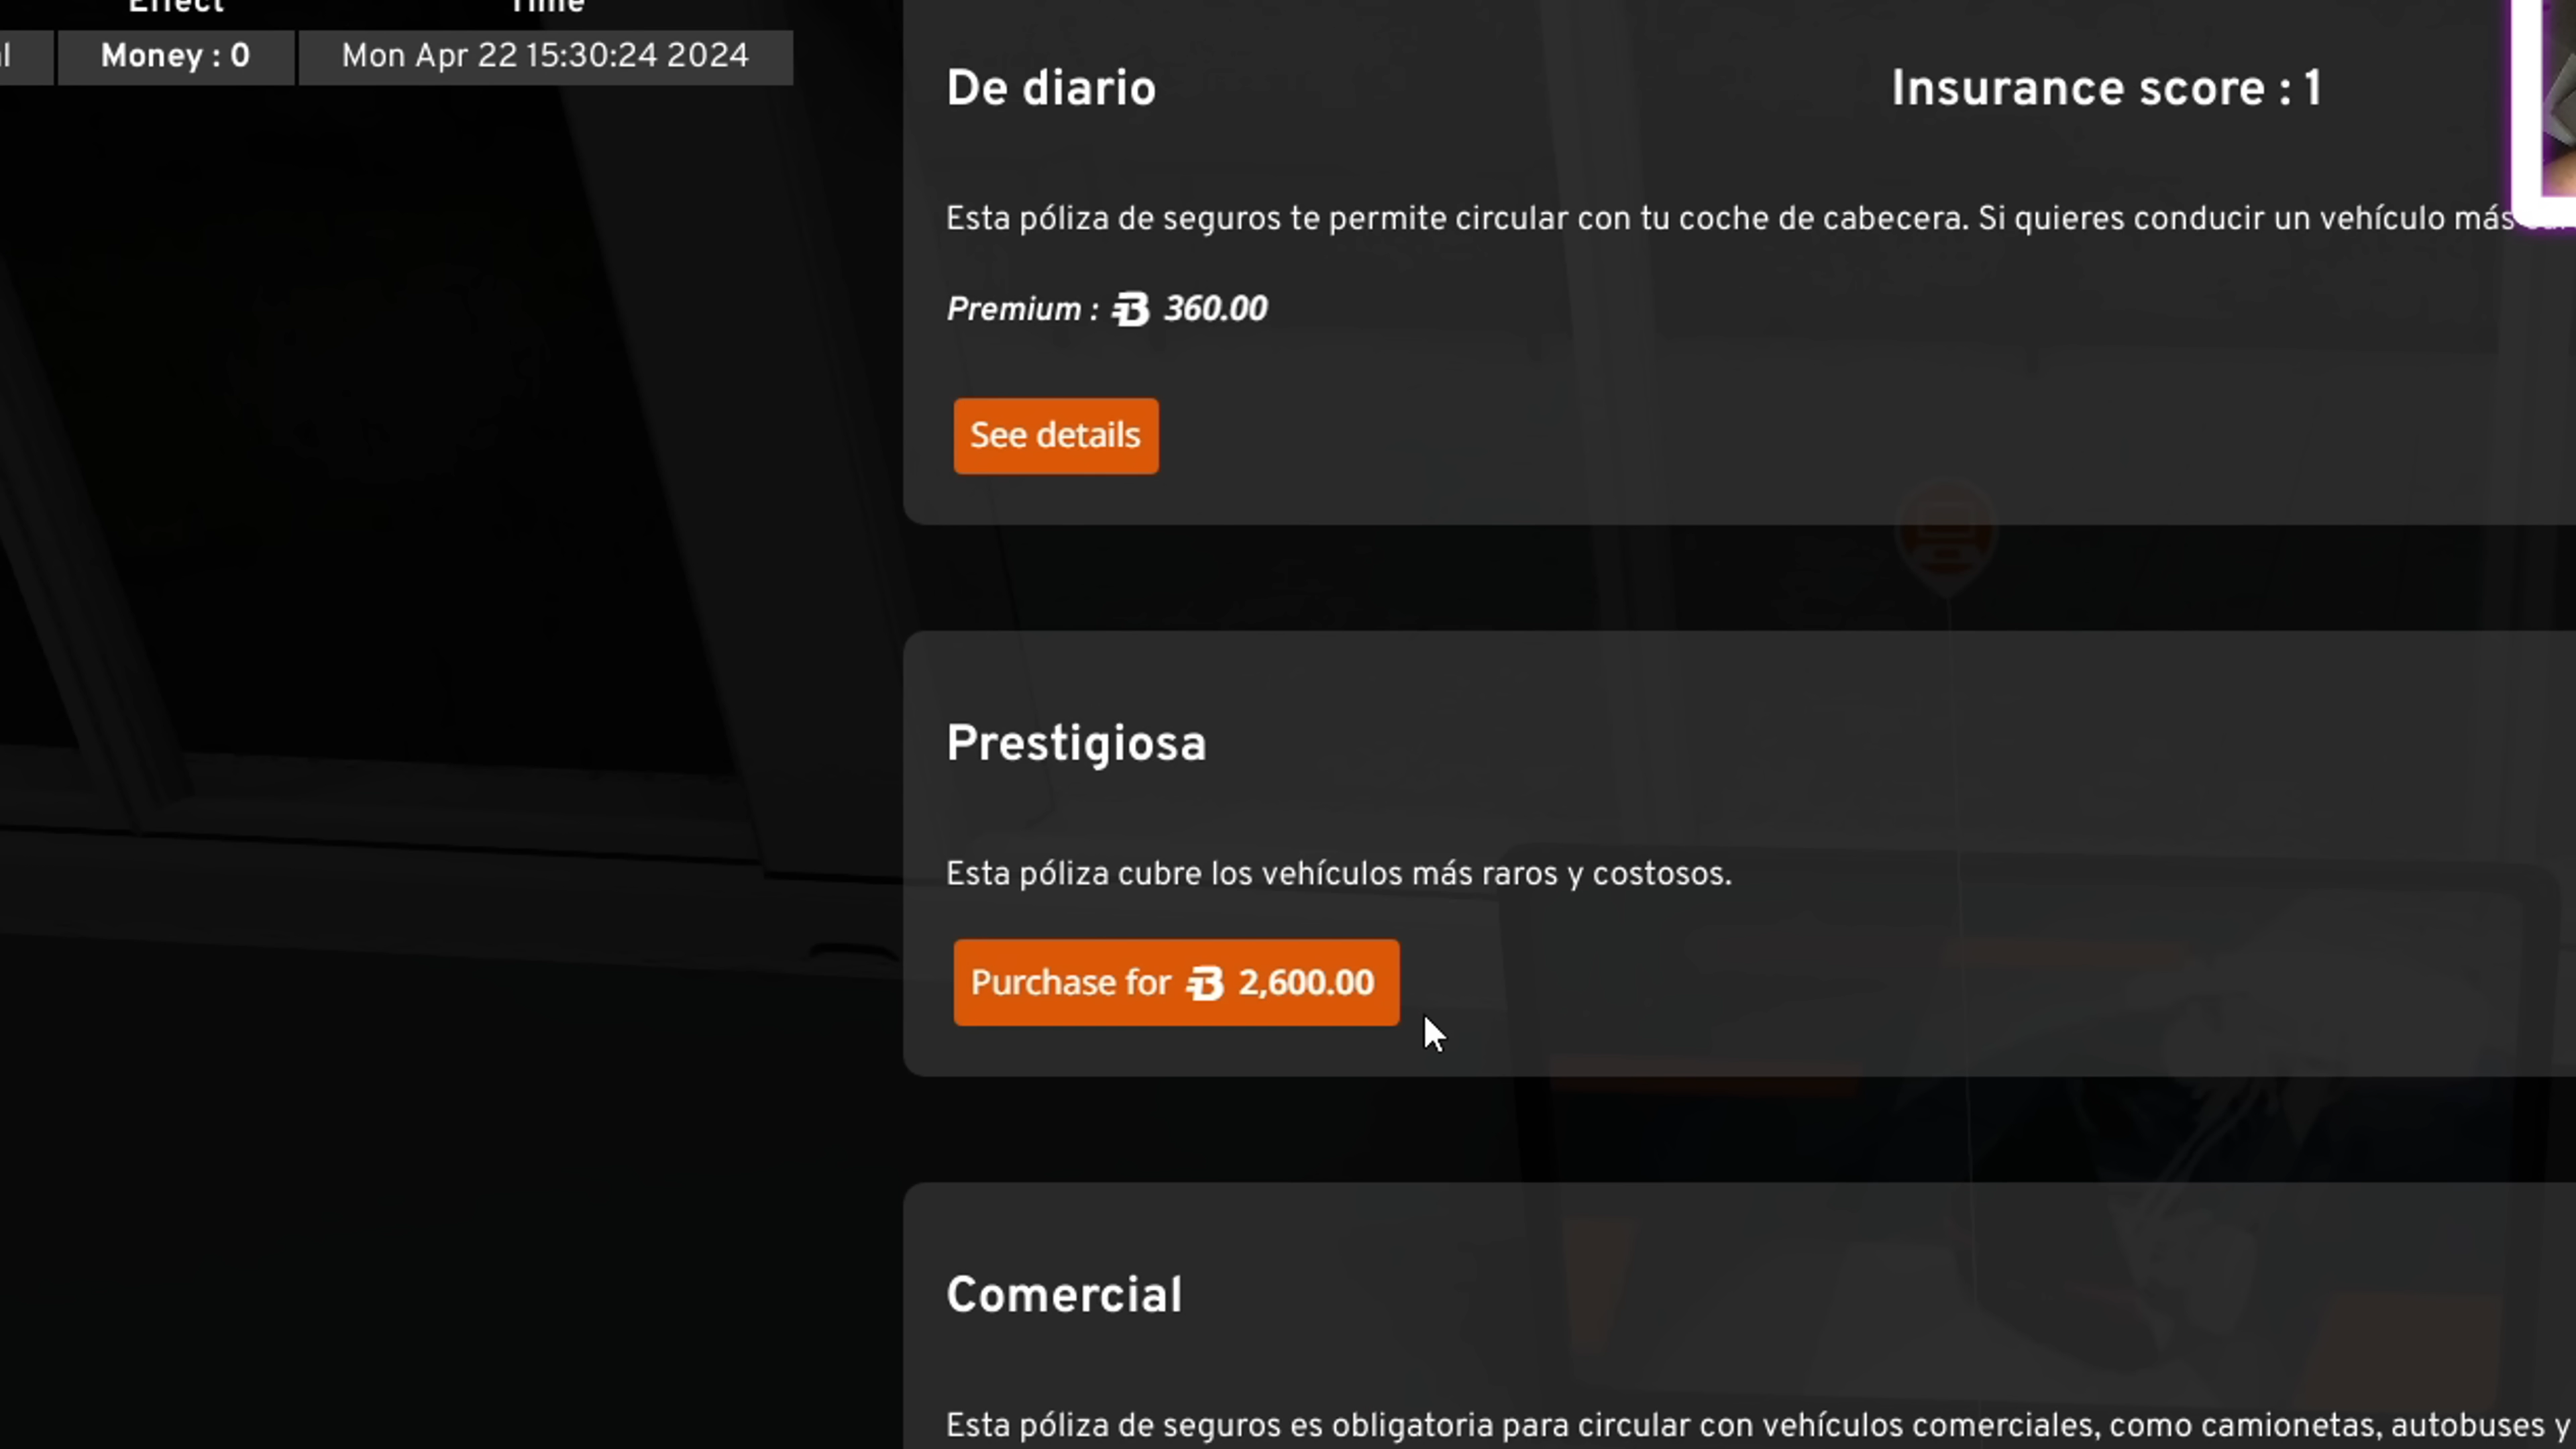 Effect Time
Money : 0 Mon Apr 22 15:30:24 2024
De diario Insurance score : 1
Esta póliza de seguros te permite circular con tu coche de cabecera. Si quieres conducir un vehículo más
Premium : 360.00
See details
Prestigiosa
Esta póliza cubre los vehículos más raros y costosos.
Purchase for 2,600.00
Comercial
Esta póliza de seguros es obligatoria para circular con vehículos comerciales, como camionetas, autobuses y